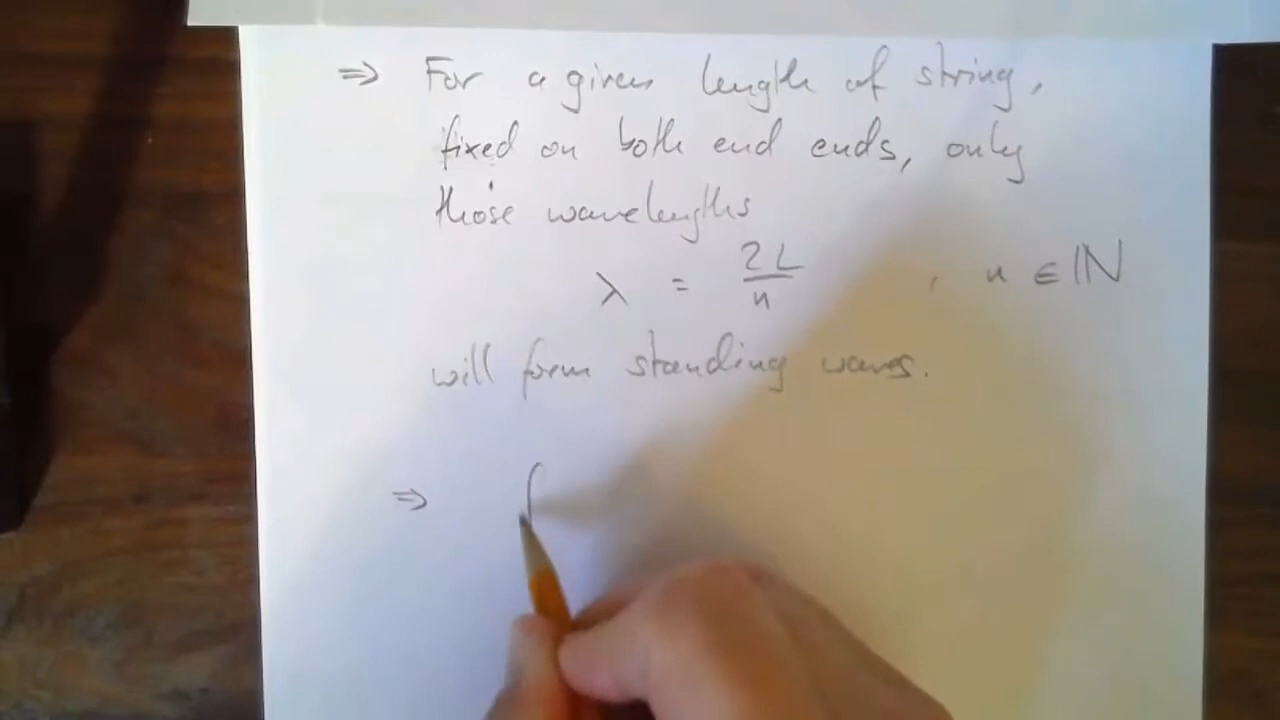 ⇒ For a given length of string,
fixed on both end ends, only
those wavelengths
λ = 2L/n , n ∈ ℕ
will form standing waves.
⇒ f